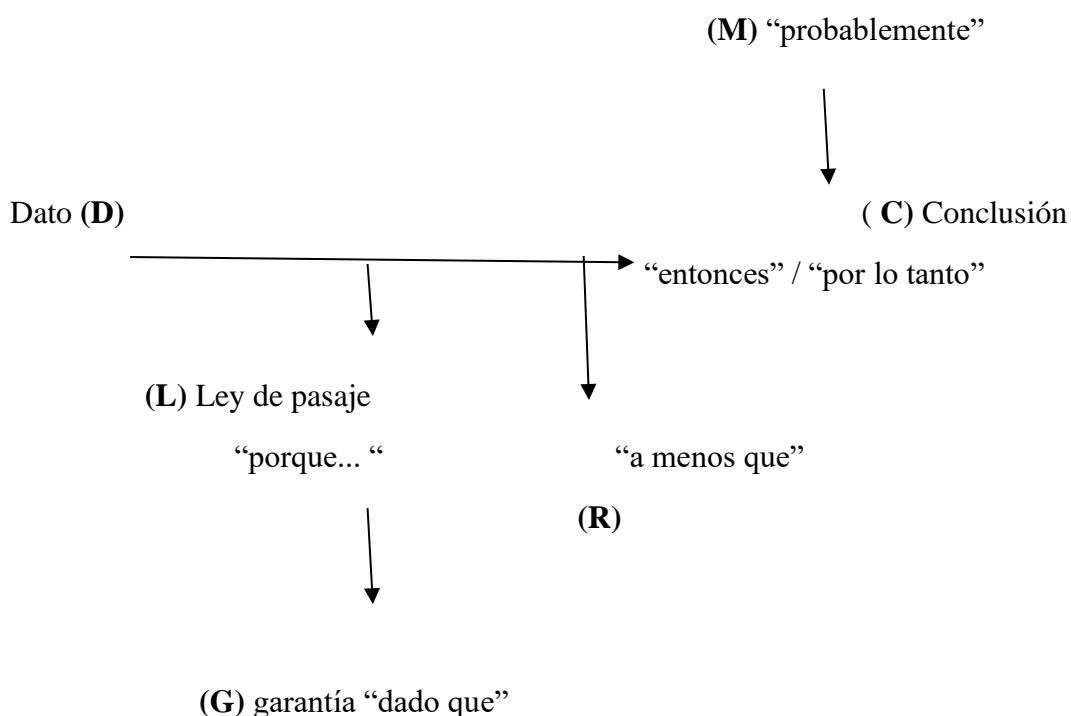 (M) “probablemente”
Dato (D)
( C) Conclusión
“entonces” / “por lo tanto”
(L) Ley de pasaje
“porque... “
“a menos que”
(R)
(G) garantía “dado que”